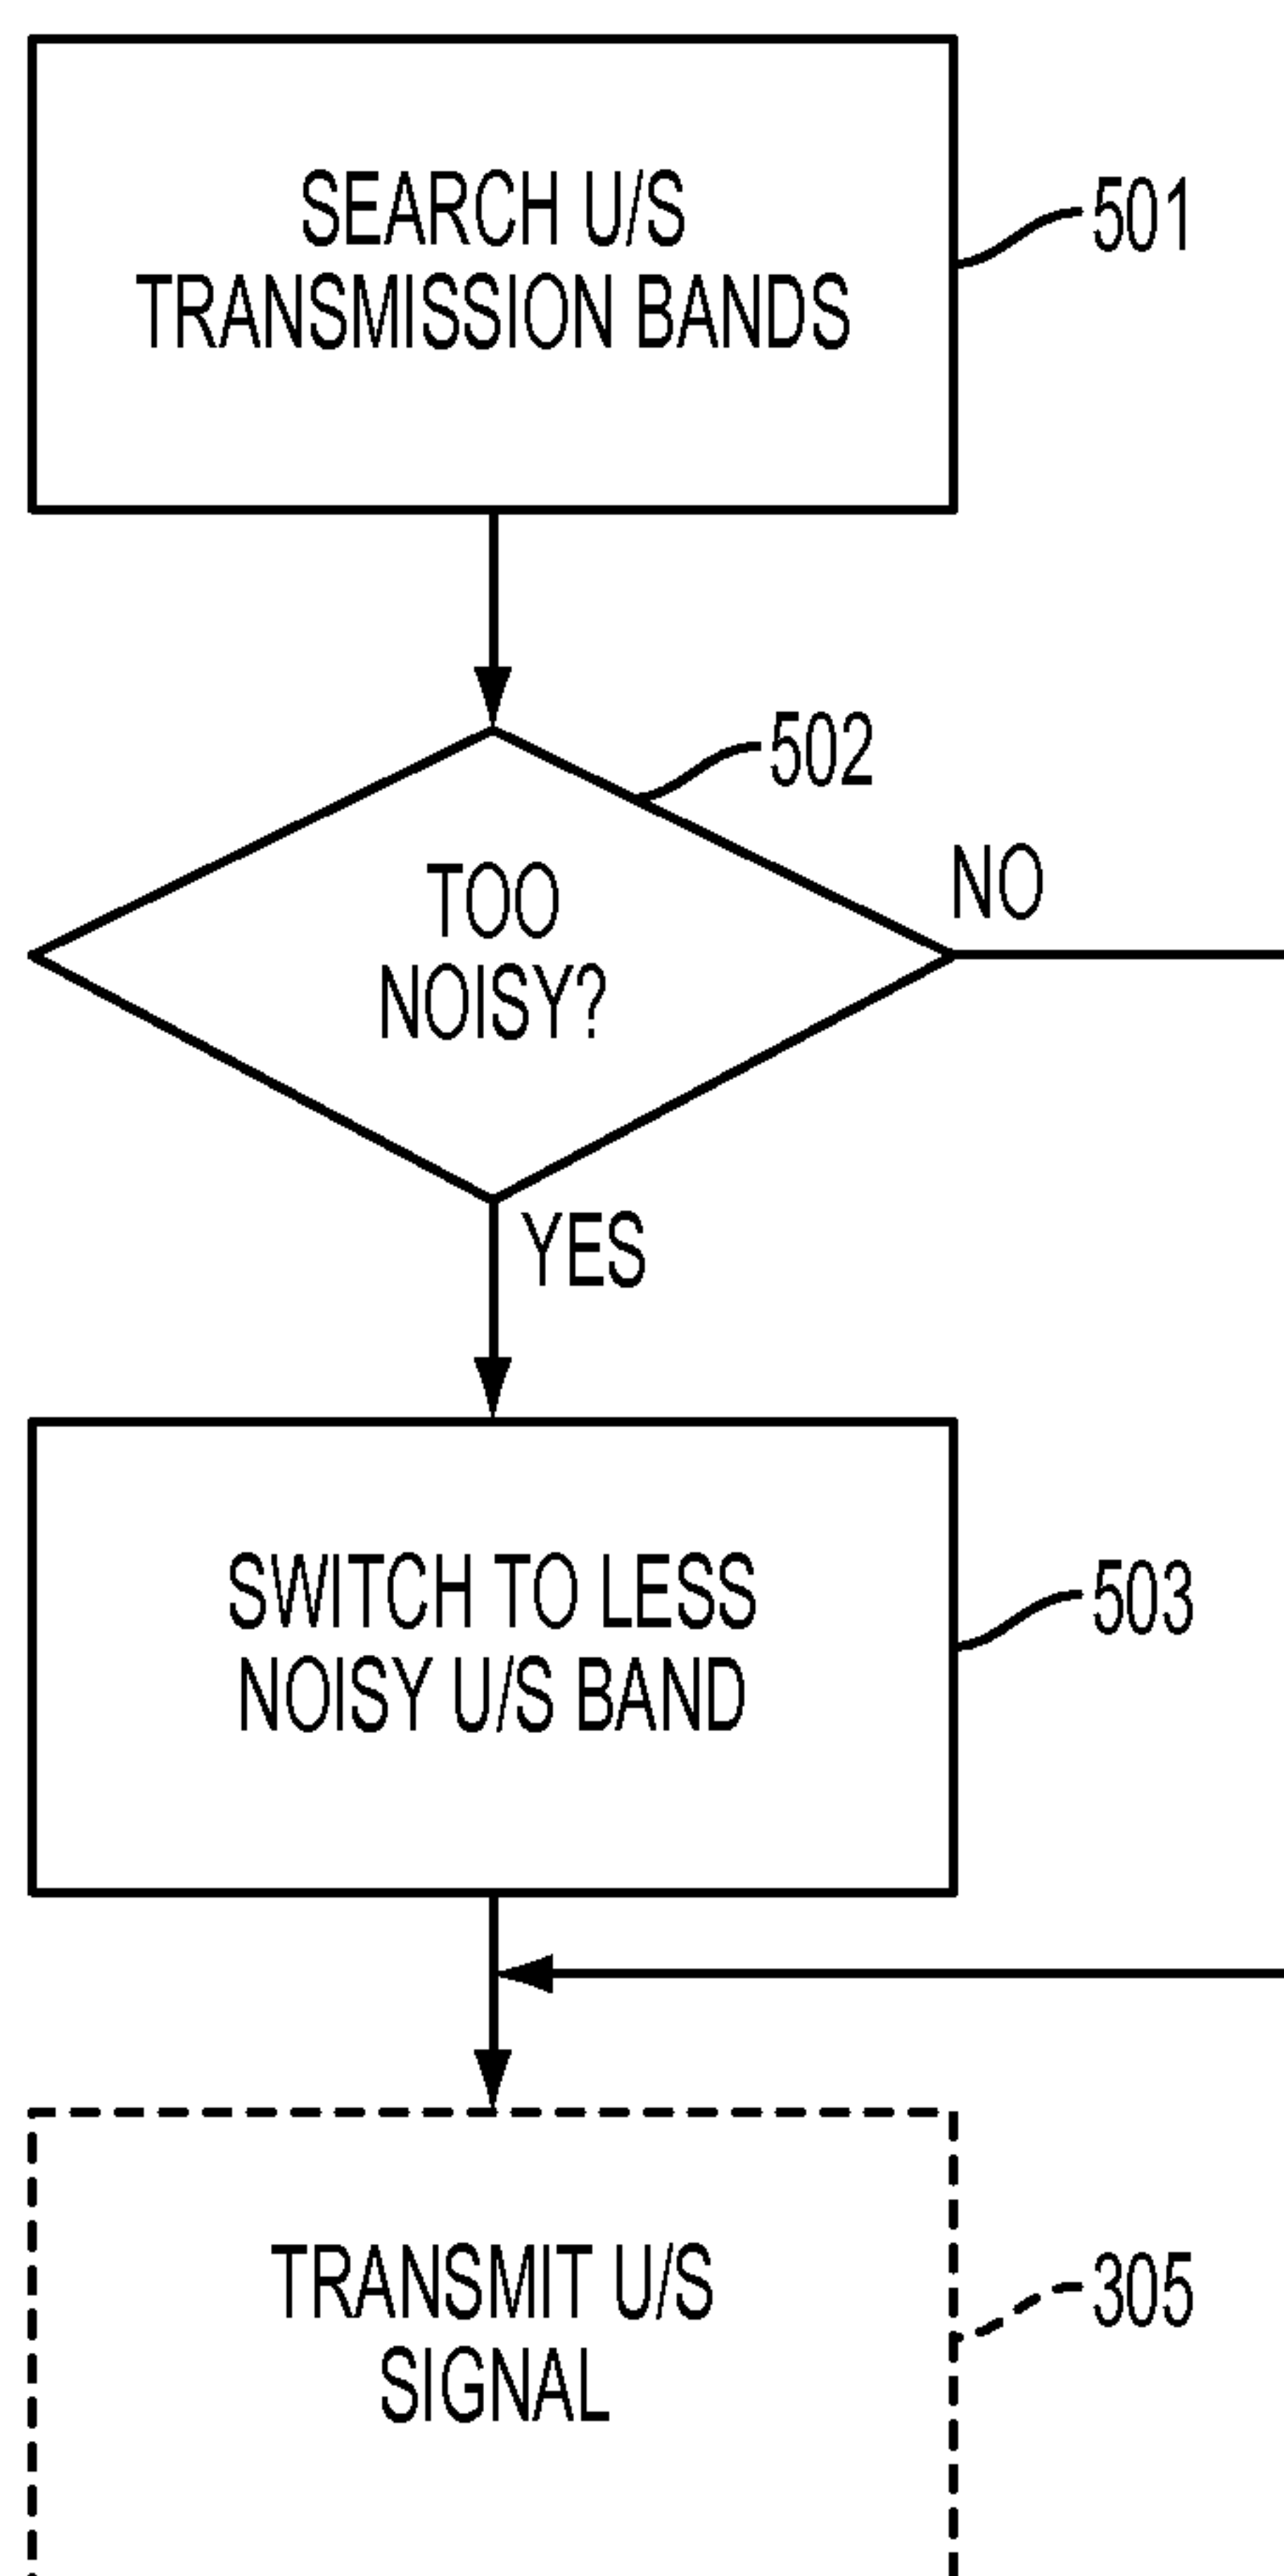 SEARCH U/S
TRANSMISSION BANDS
501
502
TOO
NOISY?
NO
YES
SWITCH TO LESS
NOISY U/S BAND
503
TRANSMIT U/S
SIGNAL
305